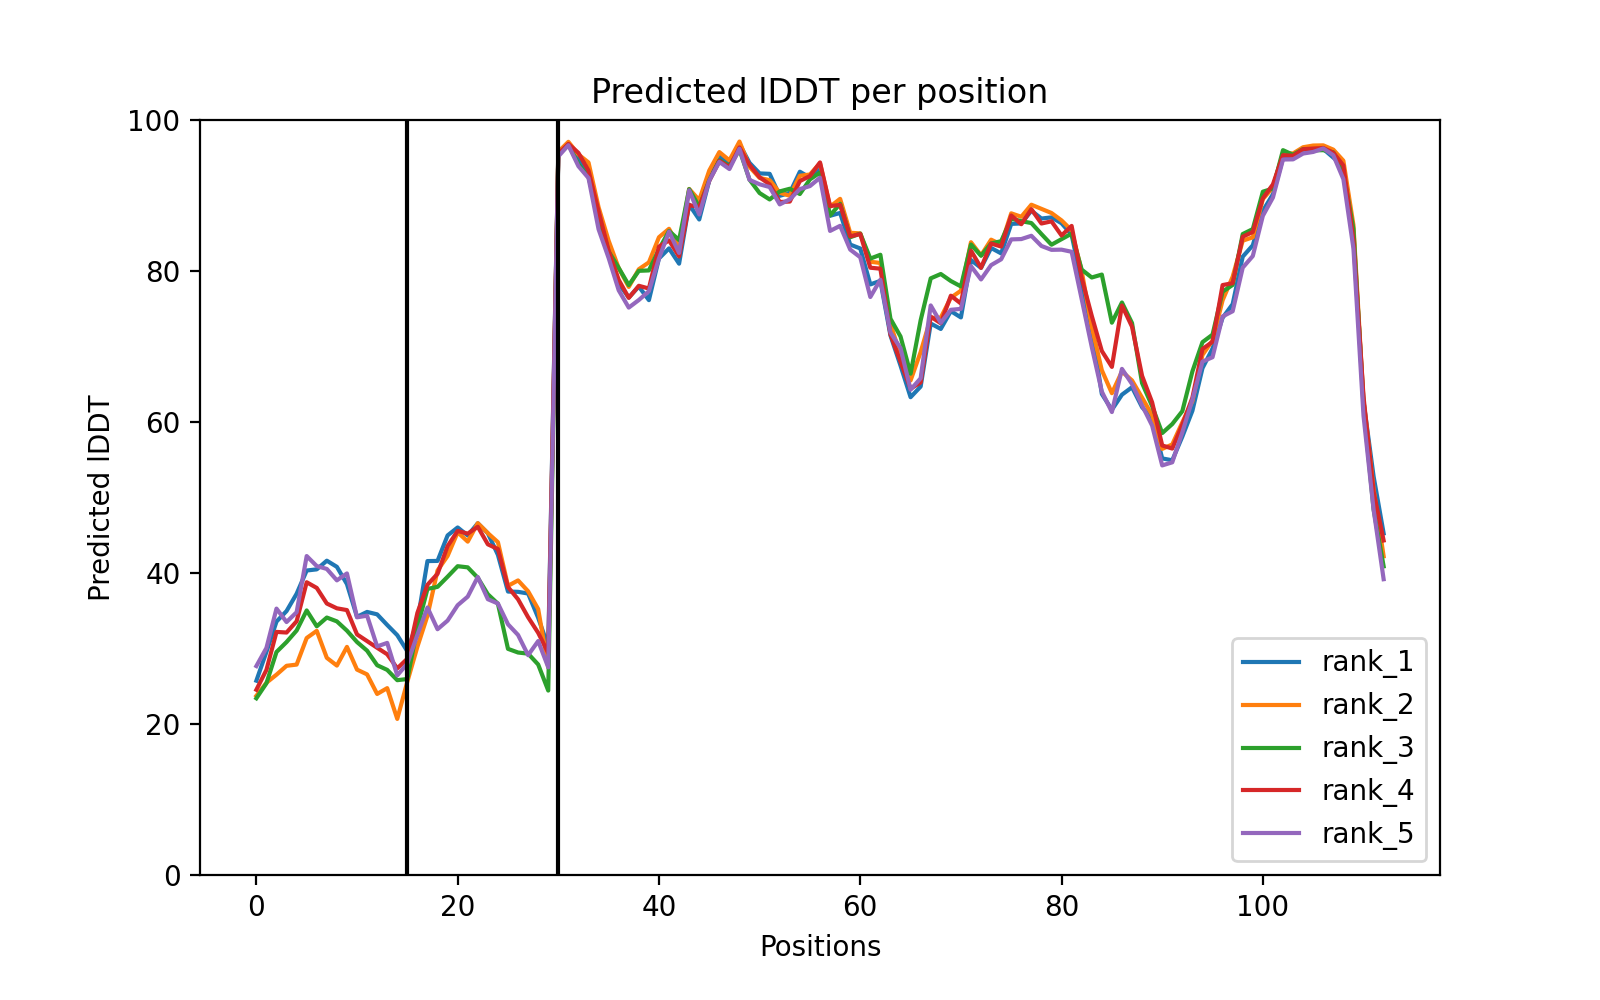 Predicted lDDT per position
100
80
60
40
20
0
Predicted lDDT
0 20 40 60 80 100
Positions
rank_1
rank_2
rank_3
rank_4
rank_5